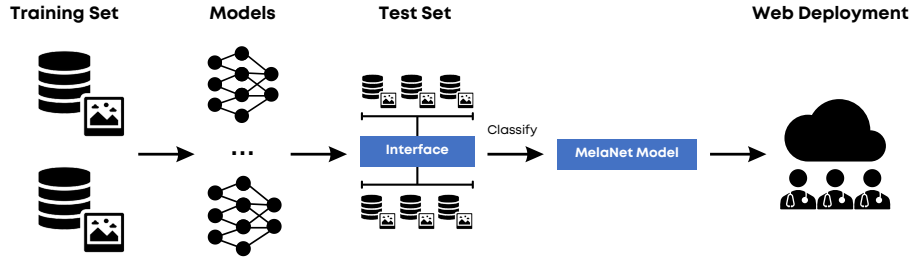 Training Set
Models
Test Set
Web Deployment
...
Interface
Classify
MelaNet Model